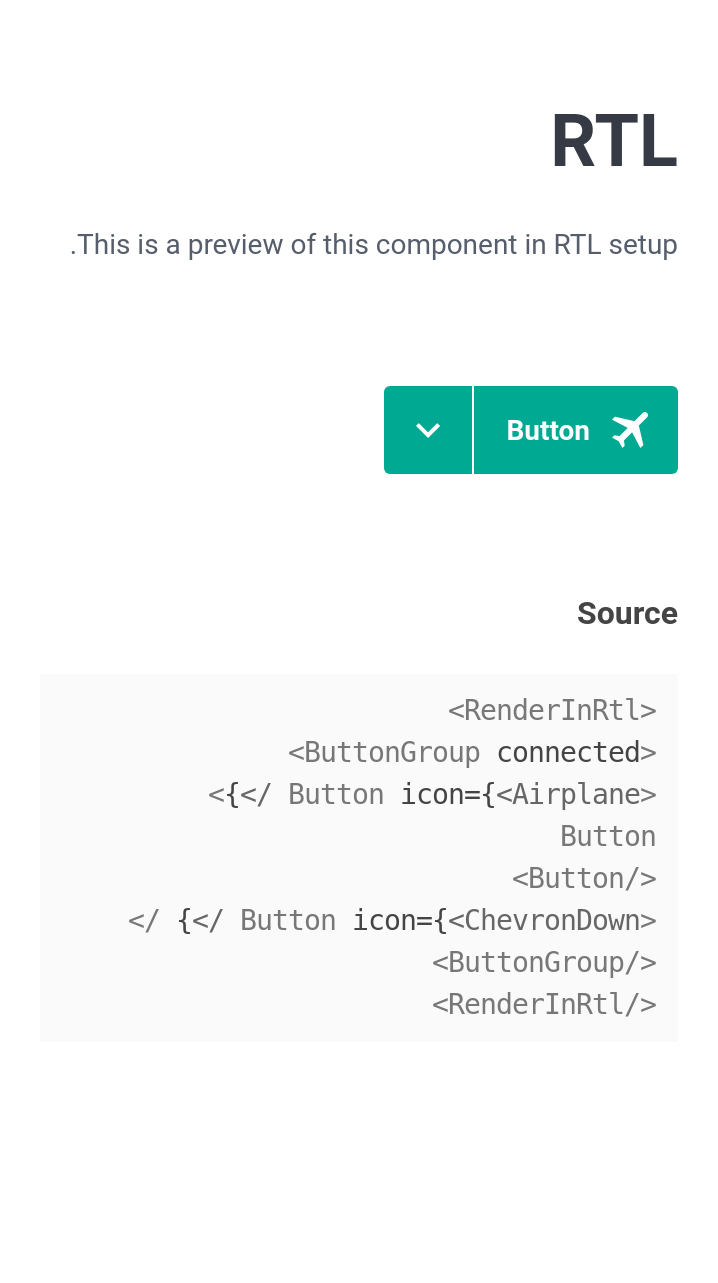 RTL
.This is a preview of this component in RTL setup
Button
Source
<RenderInRtl>
<ButtonGroup connected>
<{</ Button icon={<Airplane>
Button
<Button/>
</ {</ Button icon={<ChevronDown>
<ButtonGroup/>
<RenderInRtl/>